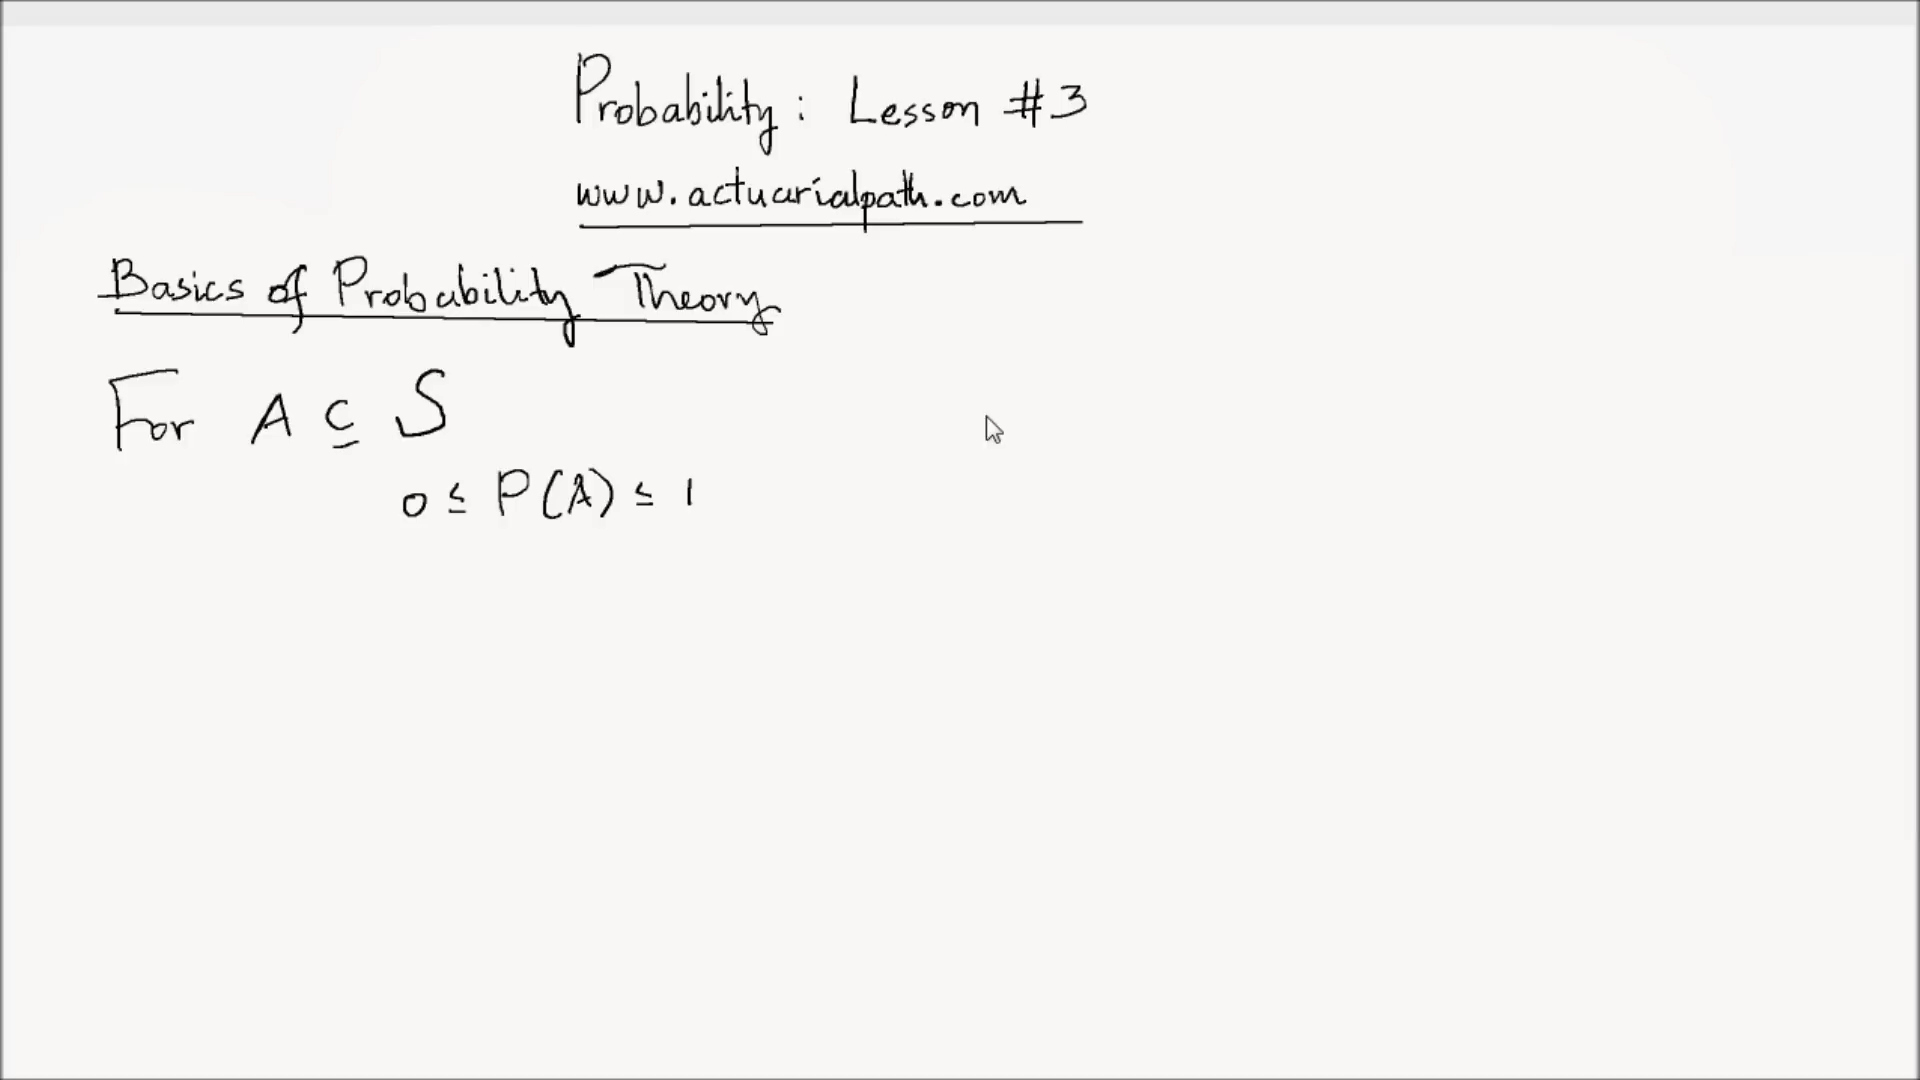 Probability: Lesson #3
www.actuarialpath.com
Basics of Probability Theory
For A ⊆ S
0 ≤ P(A) ≤ 1